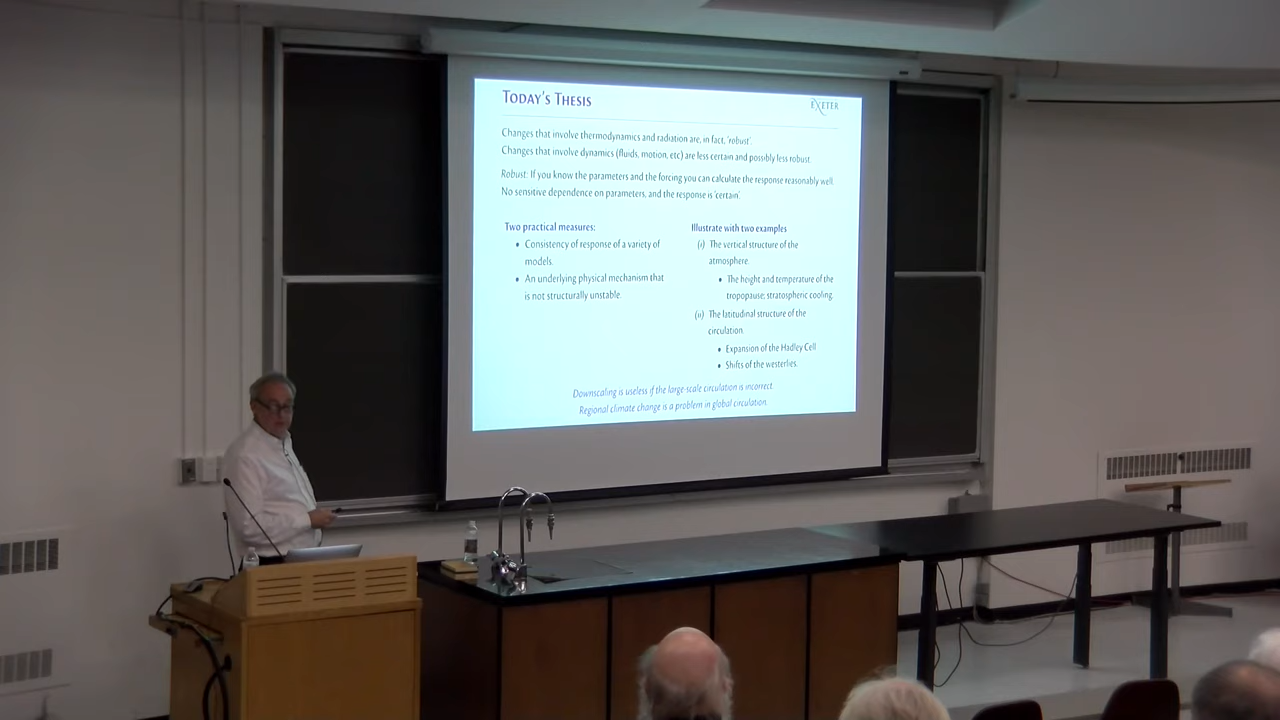 TODAY'S THESIS
EXETER
Changes that involve thermodynamics and radiation are, in fact, 'robust'.
Changes that involve dynamics (fluids, motion, etc) are less certain and possibly less robust.
Robust: If you know the parameters and the forcing you can calculate the response reasonably well.
No sensitive dependence on parameters, and the response is 'certain'.
Two practical measures:
• Consistency of response of a variety of
models.
• An underlying physical mechanism that
is not structurally unstable.
Illustrate with two examples
(i) The vertical structure of the
atmosphere.
• The height and temperature of the
tropopause; stratospheric cooling.
(ii) The latitudinal structure of the
circulation.
• Expansion of the Hadley Cell
• Shifts of the westerlies.
Downscaling is useless if the large-scale circulation is incorrect.
Regional climate change is a problem in global circulation.